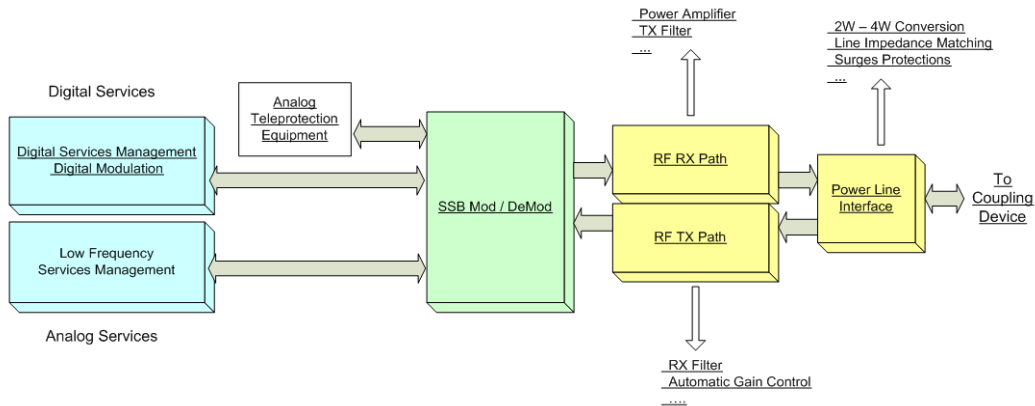 Power Amplifier
TX Filter
...
2W – 4W Conversion
Line Impedance Matching
Surges Protections
...
Digital Services
Analog
Teleprotection
Equipment
Digital Services Management
Digital Modulation
SSB Mod / DeMod
RF RX Path
Power Line
Interface
To
Coupling
Device
RF TX Path
Low Frequency
Services Management
Analog Services
RX Filter
Automatic Gain Control
....